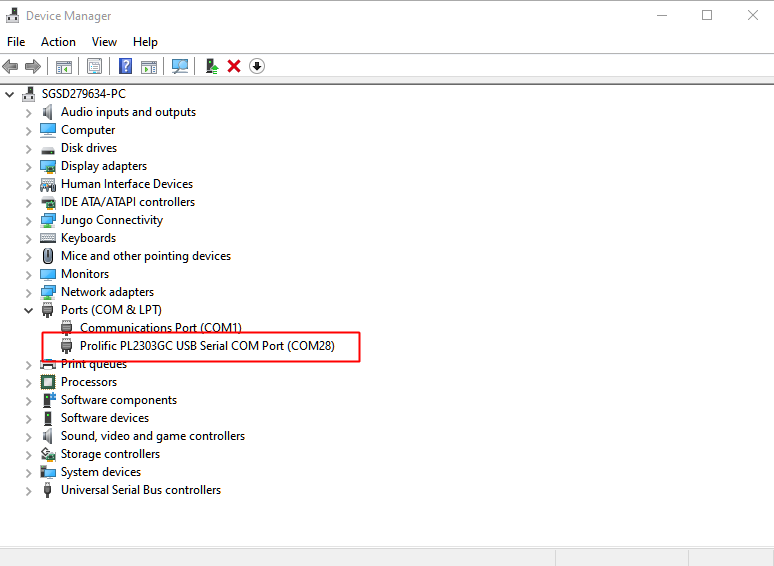 Device Manager
File Action View Help
SGSD279634-PC
Audio inputs and outputs
Computer
Disk drives
Display adapters
Human Interface Devices
IDE ATA/ATAPI controllers
Jungo Connectivity
Keyboards
Mice and other pointing devices
Monitors
Network adapters
Ports (COM & LPT)
Communications Port (COM1)
Prolific PL2303GC USB Serial COM Port (COM28)
Print queues
Processors
Software components
Software devices
Sound, video and game controllers
Storage controllers
System devices
Universal Serial Bus controllers